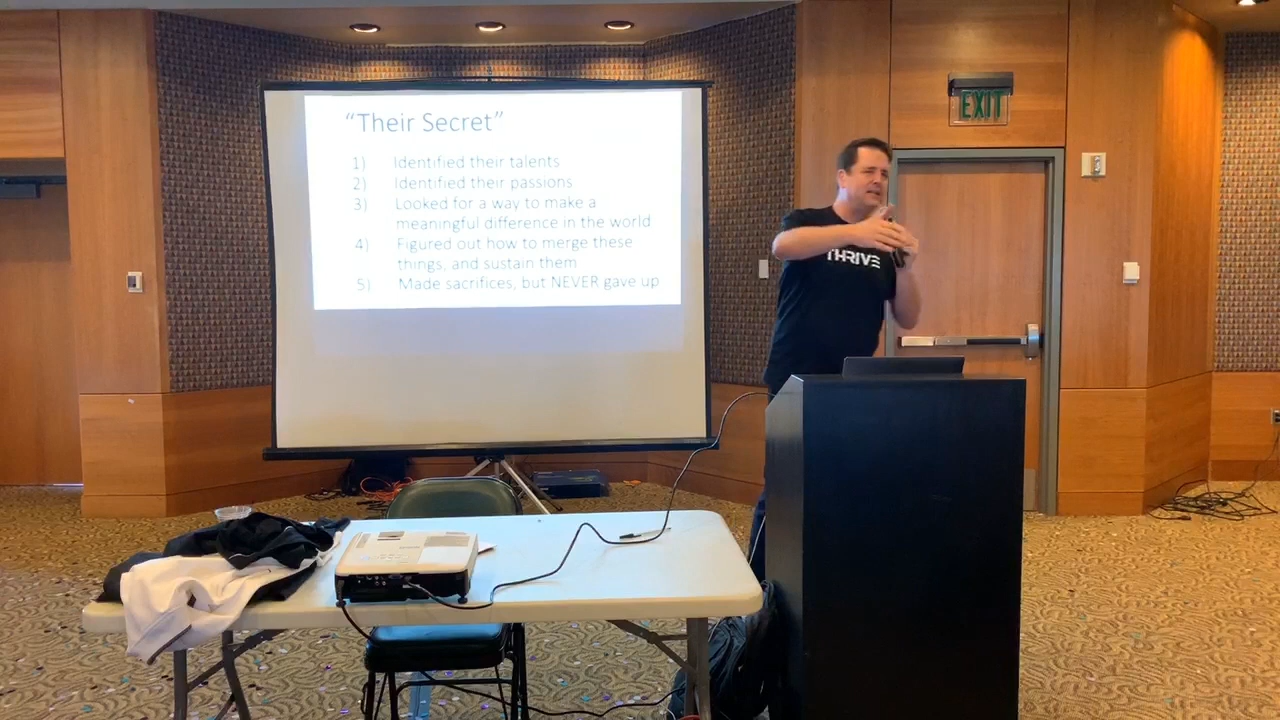 “Their Secret”
1) Identified their talents
2) Identified their passions
3) Looked for a way to make a
meaningful difference in the world
4) Figured out how to merge these
things, and sustain them
5) Made sacrifices, but NEVER gave up
EXIT
THRIVE